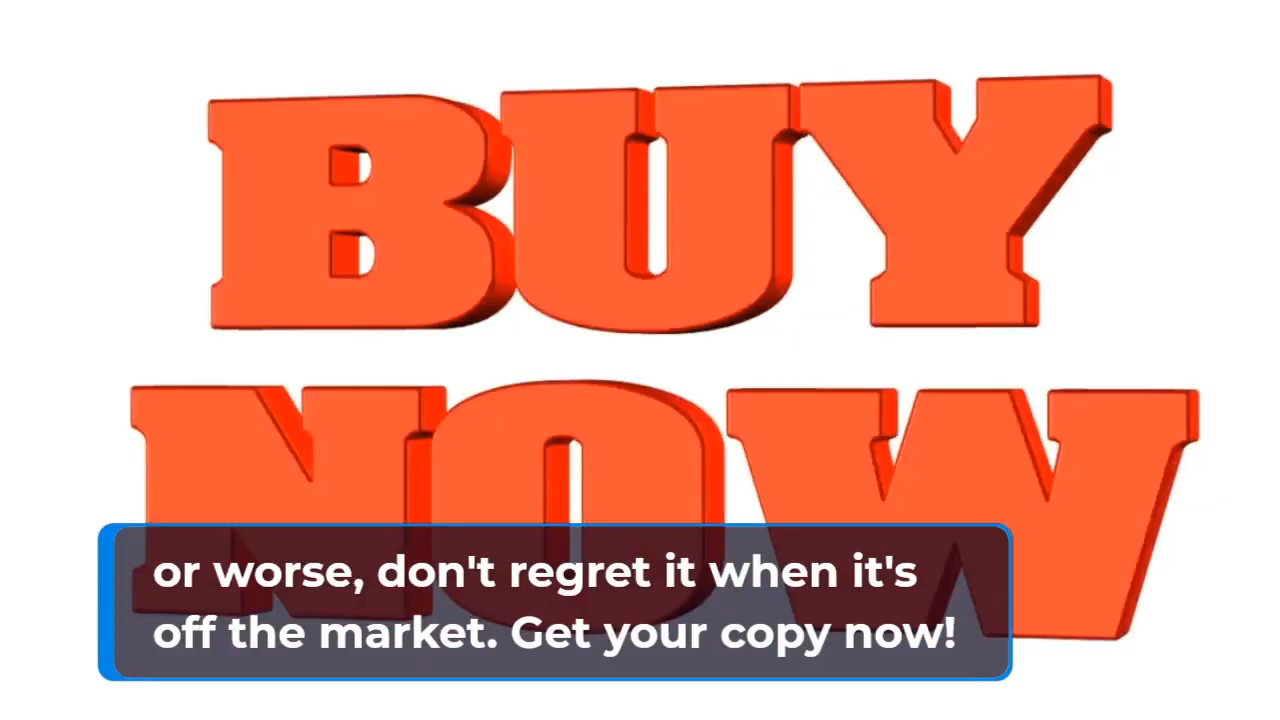 BUY
NOW
or worse, don't regret it when it's
off the market. Get your copy now!